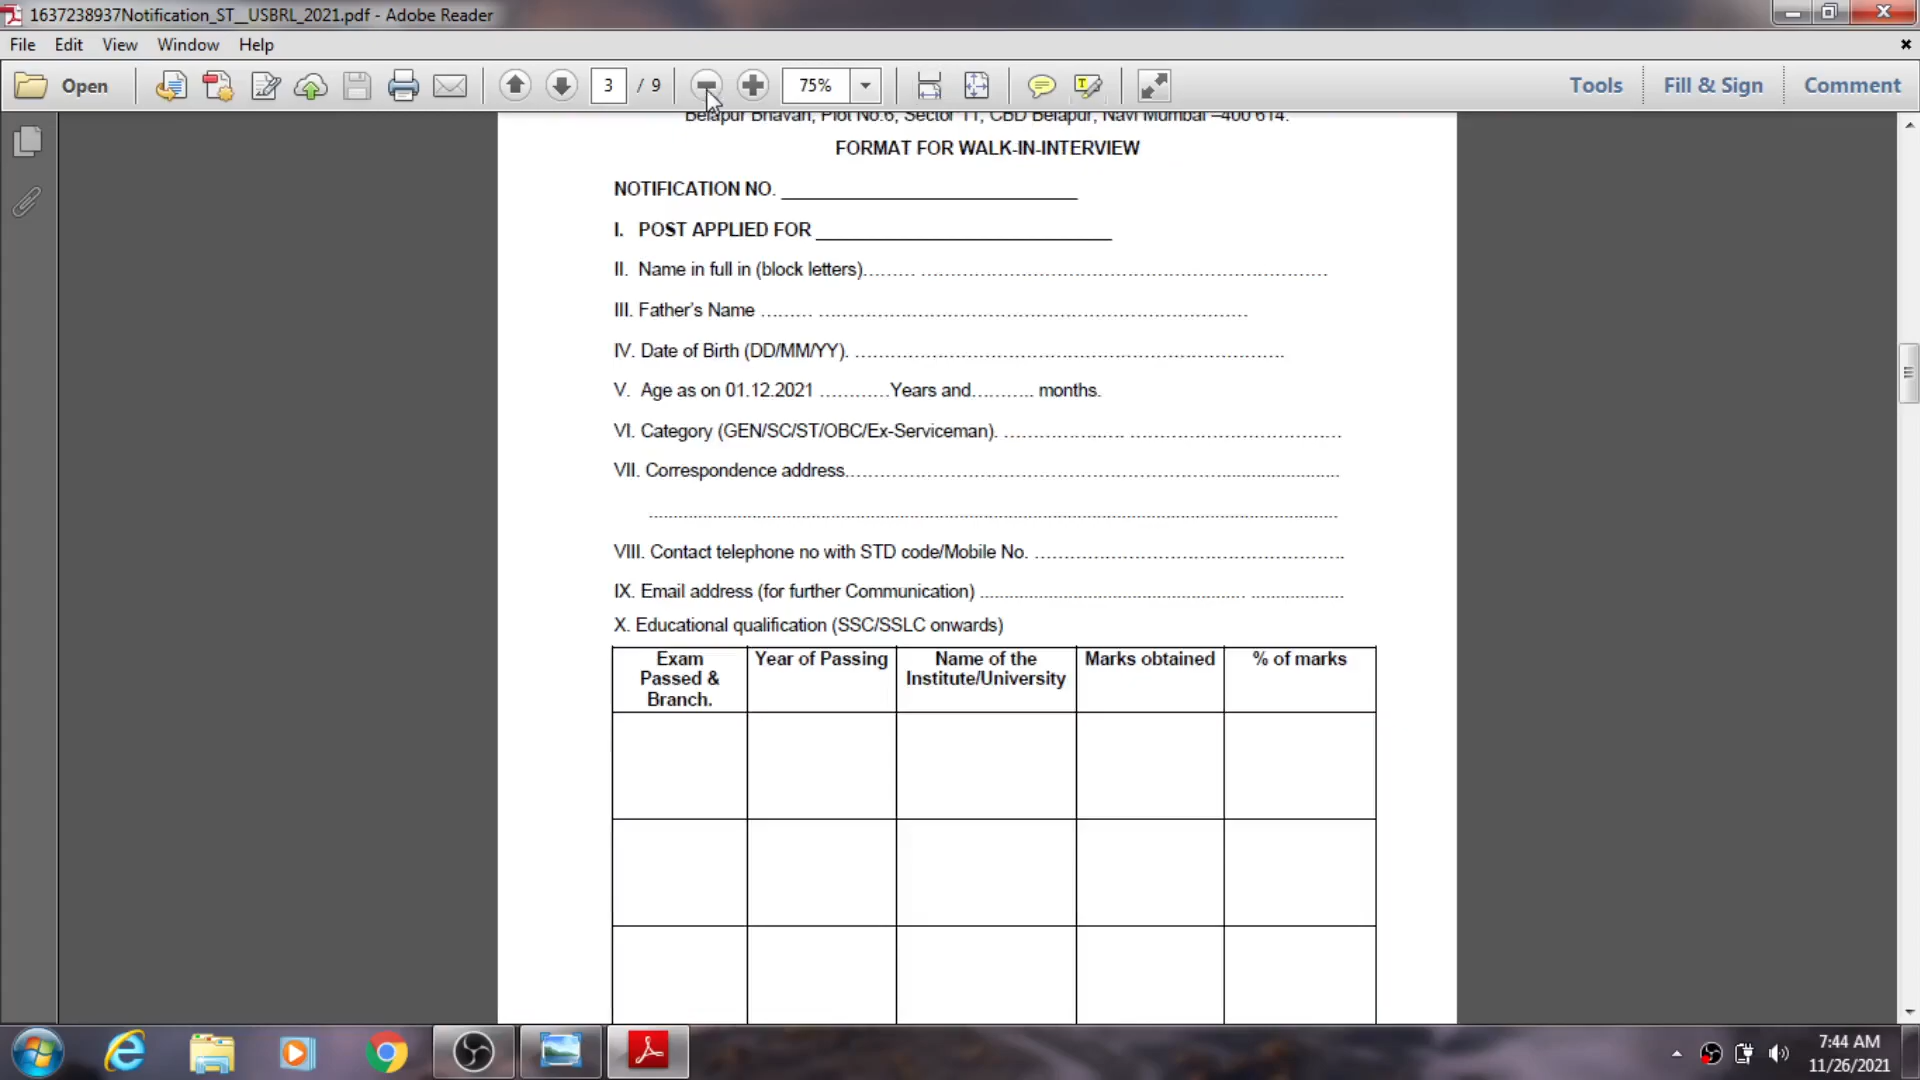 1637238937Notification_ST__USBRL_2021.pdf - Adobe Reader
File Edit View Window Help
Open 3 / 9 75% Tools Fill & Sign Comment
Belapur Bhavan, Plot No.6, Sector 11, CBD Belapur, Navi Mumbai –400 614.
FORMAT FOR WALK-IN-INTERVIEW
NOTIFICATION NO. ____________________________
I. POST APPLIED FOR ____________________________
II. Name in full in (block letters)……… ……………………………………………………………
III. Father’s Name ……… ………………………………………………………………
IV. Date of Birth (DD/MM/YY). ………………………………………………………………
V. Age as on 01.12.2021 …………Years and……….. months.
VI. Category (GEN/SC/ST/OBC/Ex-Serviceman). ………………... ………………………………
VII. Correspondence address………………………………………………………........................
..........................................................................................................................................
VIII. Contact telephone no with STD code/Mobile No. …………………………………………….
IX. Email address (for further Communication) ..................................................... ...................
X. Educational qualification (SSC/SSLC onwards)
Exam Passed & Branch. Year of Passing Name of the Institute/University Marks obtained % of marks
7:44 AM
11/26/2021